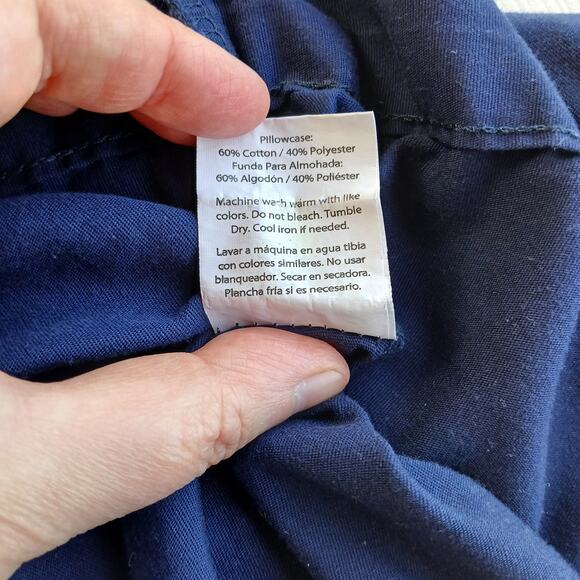 Pillowcase:
60% Cotton / 40% Polyester
Funda Para Almohada:
60% Algodón / 40% Poliéster
Machine wash warm with like
colors. Do not bleach. Tumble
Dry. Cool iron if needed.
Lavar a máquina en agua tibia
con colores similares. No usar
blanqueador. Secar en secadora.
Plancha fría si es necesario.